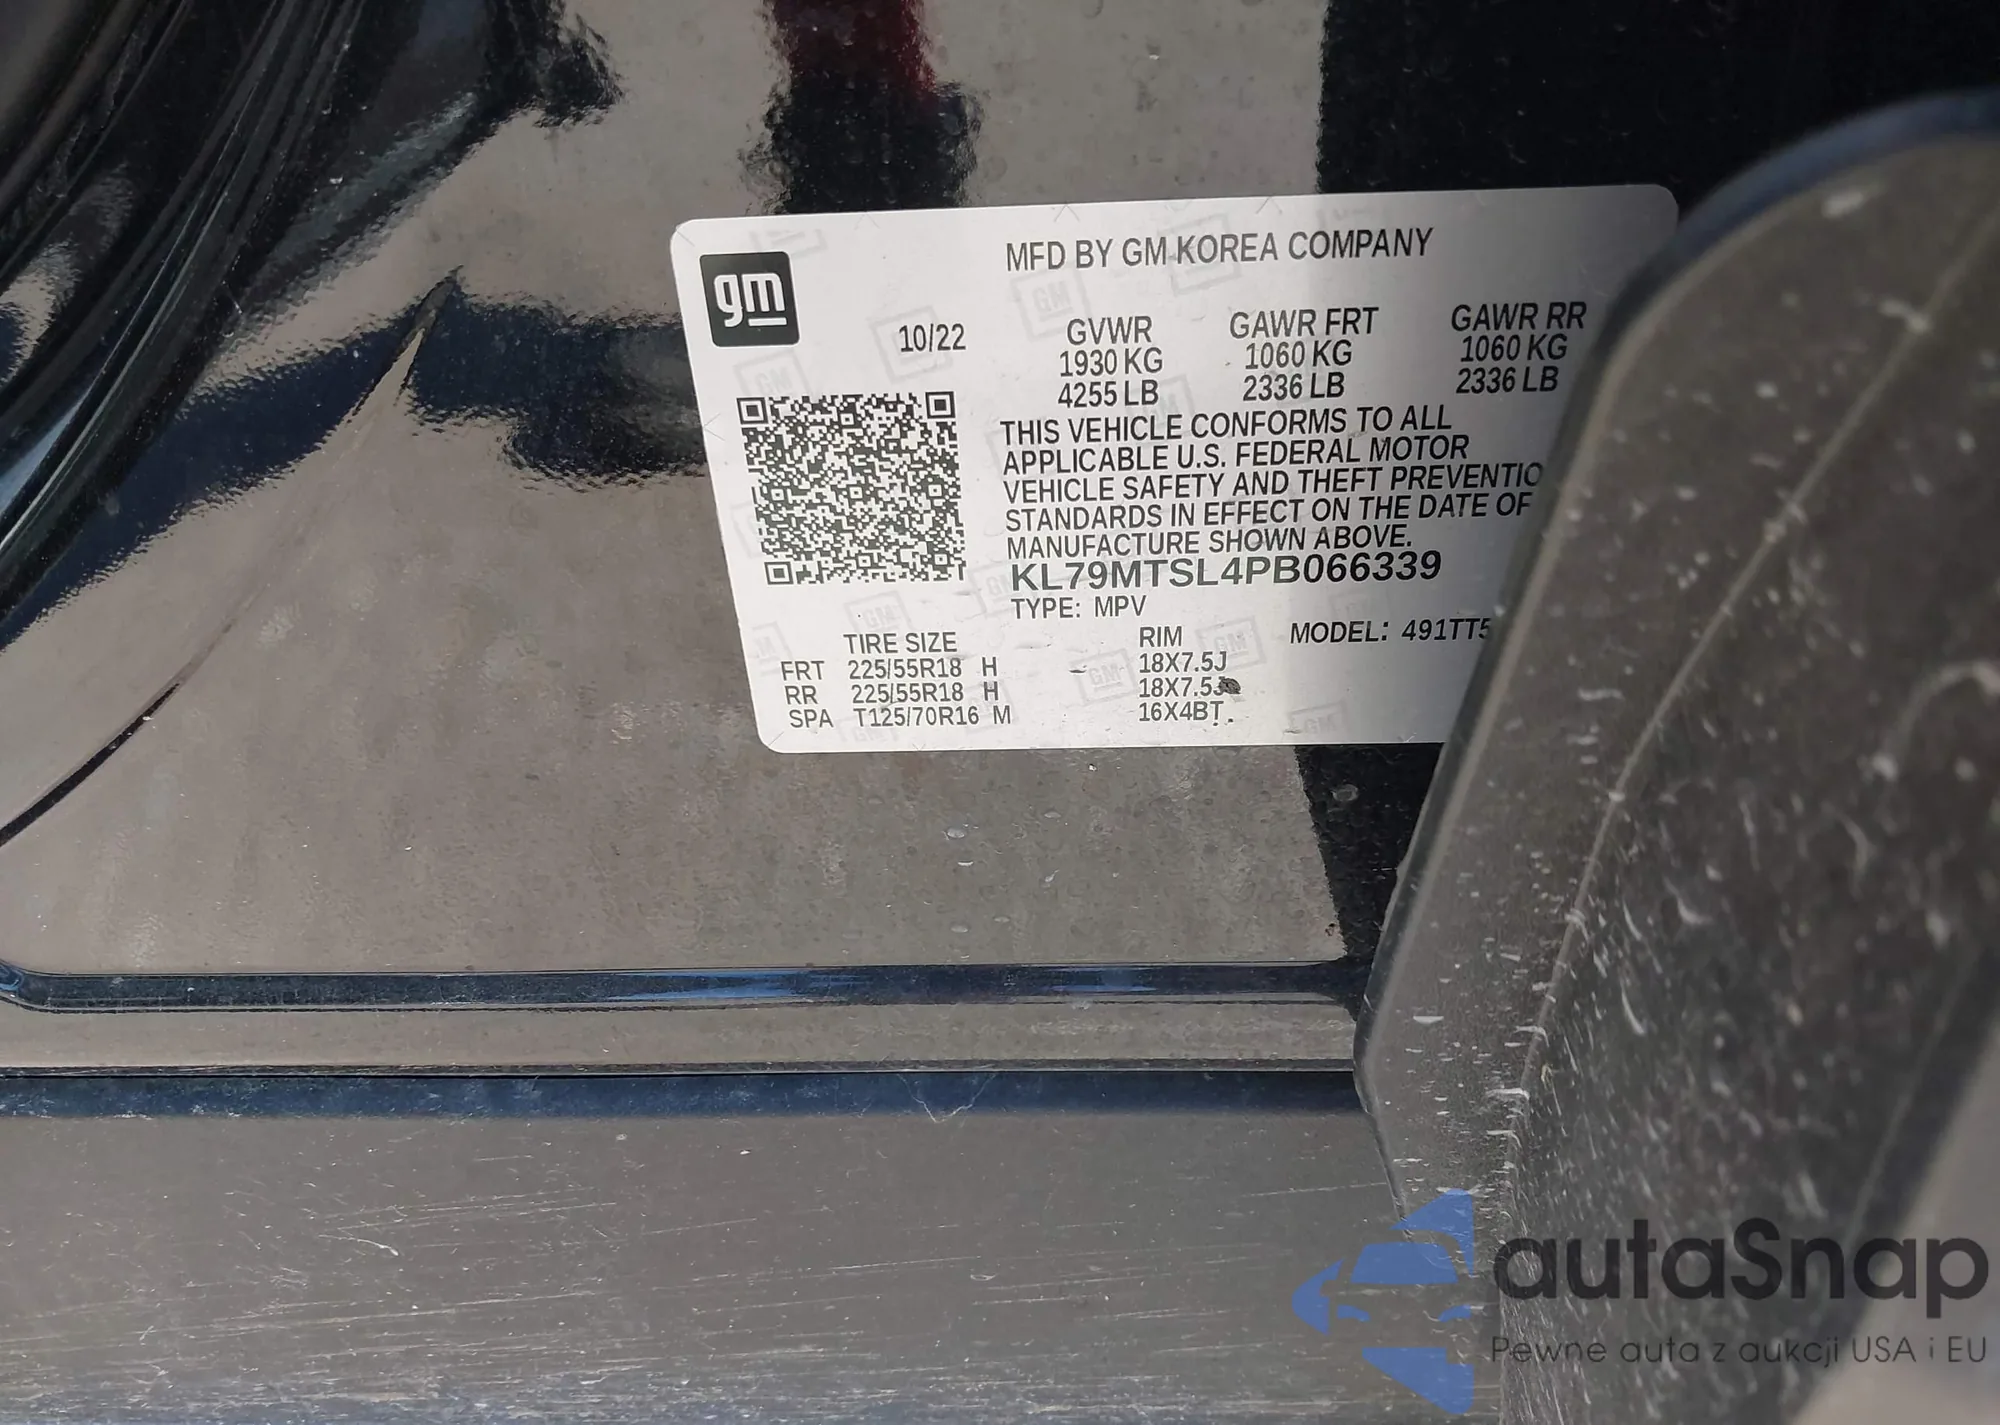 gm
MFD BY GM KOREA COMPANY
10/22
GVWR GAWR FRT GAWR RR
1930 KG 1060 KG 1060 KG
4255 LB 2336 LB 2336 LB
THIS VEHICLE CONFORMS TO ALL
APPLICABLE U.S. FEDERAL MOTOR
VEHICLE SAFETY AND THEFT PREVENTIO
STANDARDS IN EFFECT ON THE DATE OF
MANUFACTURE SHOWN ABOVE.
KL79MTSL4PB066339
TYPE: MPV
TIRE SIZE RIM MODEL: 491TT5
FRT 225/55R18 H 18X7.5J
RR 225/55R18 H 18X7.5J
SPA T125/70R16 M 16X4BT.
autaSnap
Pewne auta z aukcji USA i EU